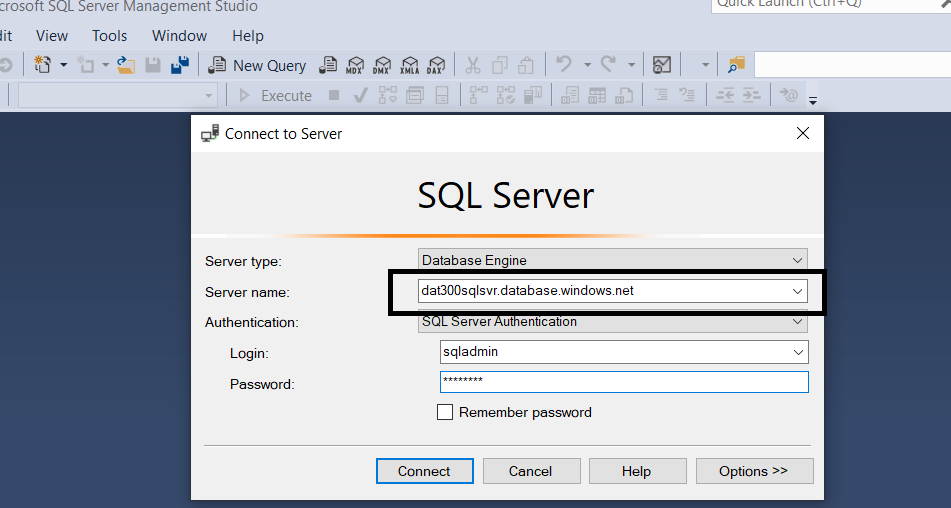 crosoft SQL Server Management Studio
Quick Launch (Ctrl+Q)
dit View Tools Window Help
New Query MDX DMX XMLA DAX
Execute
Connect to Server
SQL Server
Server type: Database Engine
Server name: dat300sqlsvr.database.windows.net
Authentication: SQL Server Authentication
Login: sqladmin
Password: ********
Remember password
Connect Cancel Help Options >>